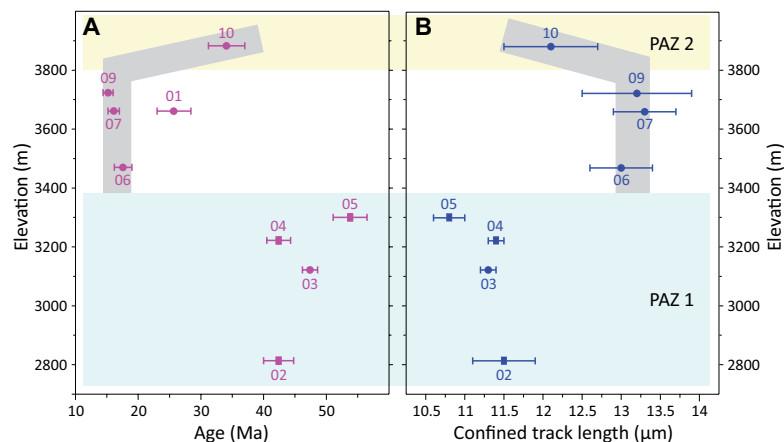 A
B
10
10
PAZ 2
3800
3800
09
01
07
09
07
3600
3600
06
06
3400
3400
05
05
04
04
3200
3200
03
03
PAZ 1
3000
3000
02
02
2800
2800
Elevation (m)
Elevation (m)
10 20 30 40 50
10.5 11 11.5 12 12.5 13 13.5 14
Age (Ma)
Confined track length (μm)